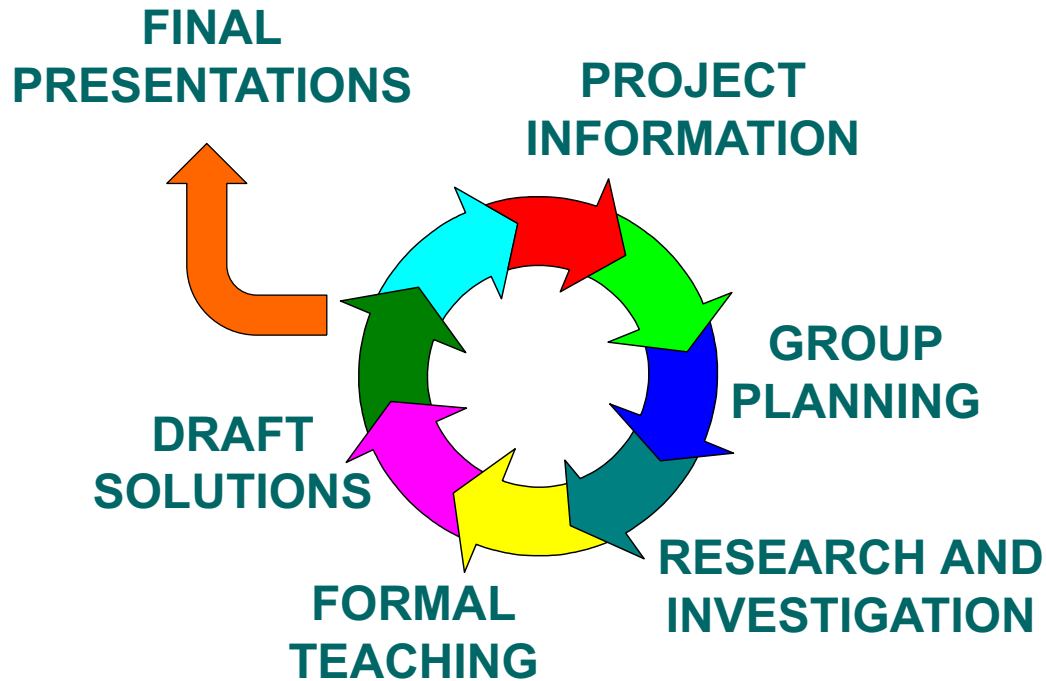 FINAL
PRESENTATIONS
PROJECT
INFORMATION
GROUP
PLANNING
RESEARCH AND
INVESTIGATION
FORMAL
TEACHING
DRAFT
SOLUTIONS